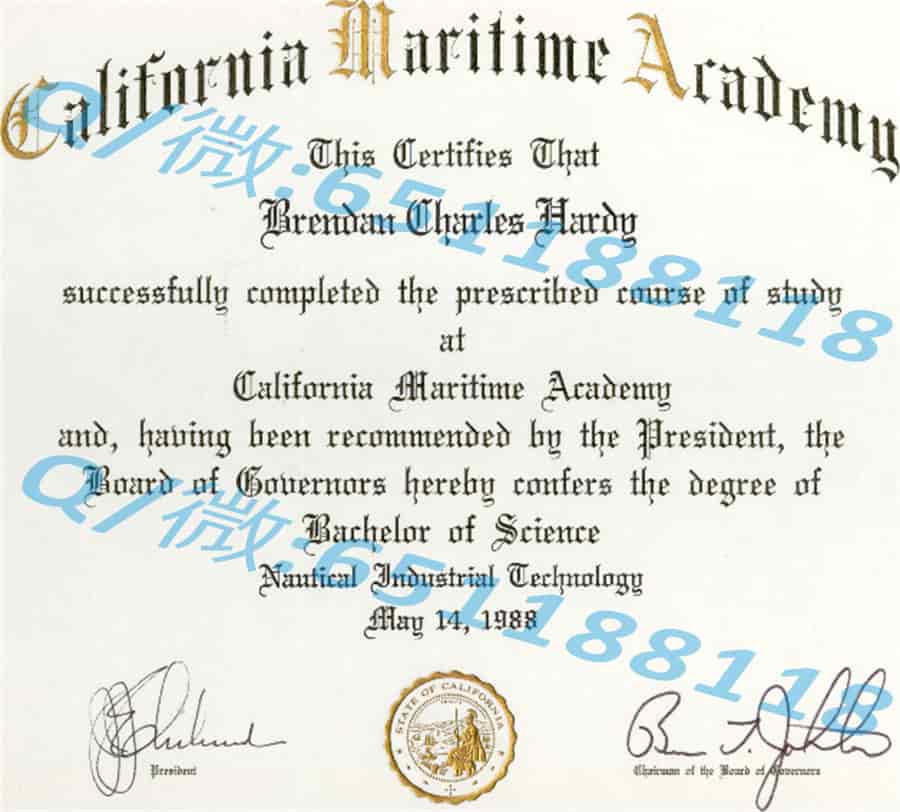 California Maritime Academy
This Certifies That
Brendan Charles Hardy
successfully completed the prescribed course of study
at
California Maritime Academy
and, having been recommended by the President, the
Board of Governors hereby confers the degree of
Bachelor of Science
Nautical Industrial Technology
May 14, 1988
President
STATE OF CALIFORNIA
Chairman of the Board of Governors
Q/微:651188118
Q/微:651188118